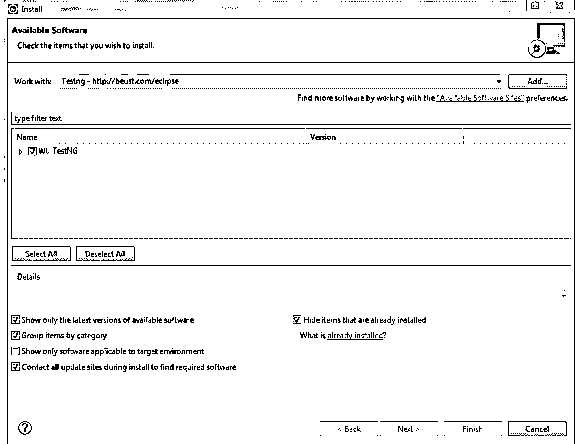 Install
Available Software
Check the items that you wish to install.
Work with: Testng - http://beust.com/eclipse
Add...
Find more software by working with the "Available Software Sites" preferences.
type filter text
Name Version
TestNG
Select All Deselect All
Details
Show only the latest versions of available software
Hide items that are already installed
Group items by category
What is already installed?
Show only software applicable to target environment
Contact all update sites during install to find required software
? < Back Next > Finish Cancel